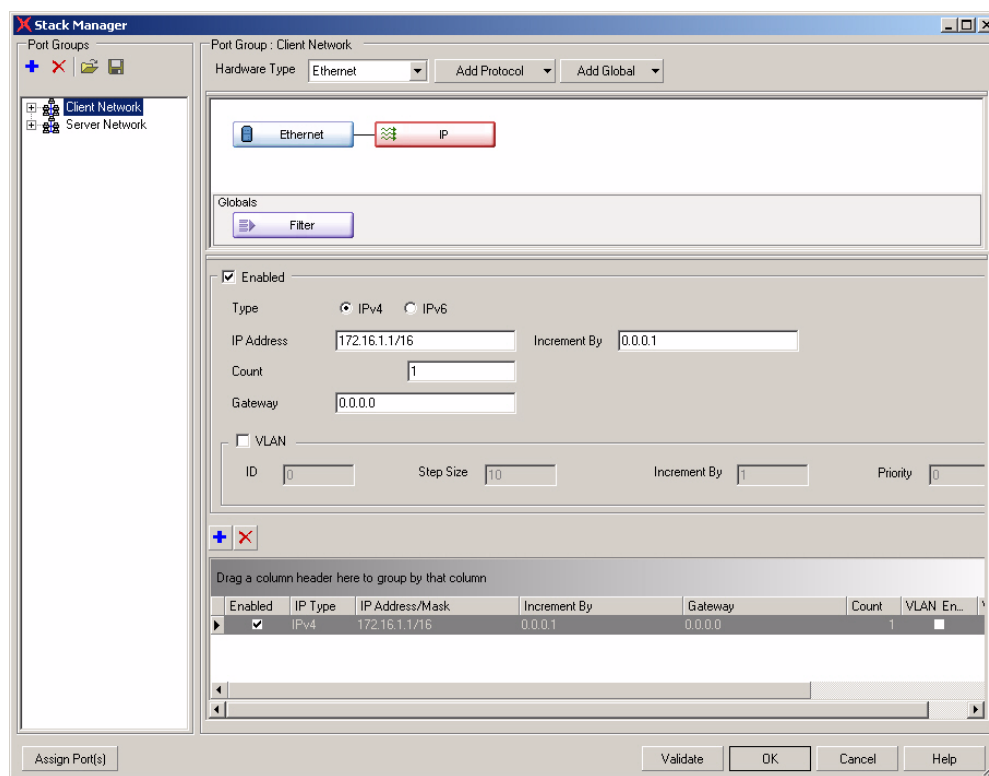 Stack Manager
Port Groups
Client Network
Server Network
Port Group : Client Network
Hardware Type Ethernet Add Protocol Add Global
Ethernet IP
Globals
Filter
Enabled
Type IPv4 IPv6
IP Address 172.16.1.1/16 Increment By 0.0.0.1
Count 1
Gateway 0.0.0.0
VLAN
ID 0 Step Size 10 Increment By 1 Priority 0
Drag a column header here to group by that column
Enabled IP Type IP Address/Mask Increment By Gateway Count VLAN En...
IPv4 172.16.1.1/16 0.0.0.1 0.0.0.0 1
Assign Port(s) Validate OK Cancel Help